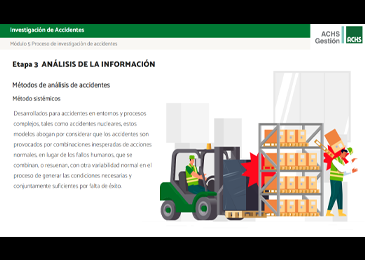 Investigación de Accidentes
Módulo 5: Proceso de investigación de accidentes
ACHS
Gestión
ACHS
Etapa 3 ANÁLISIS DE LA INFORMACIÓN
Métodos de análisis de accidentes
Método sistémicos
Desarrollados para accidentes en entornos y procesos
complejos, tales como accidentes nucleares, estos
modelos abogan por considerar que los accidentes son
provocados por combinaciones inesperadas de acciones
normales, en lugar de los fallos humanos, que se
combinan, o resuenan, con otra variabilidad normal en el
proceso de generar las condiciones necesarias y
conjuntamente suficientes por falta de éxito.